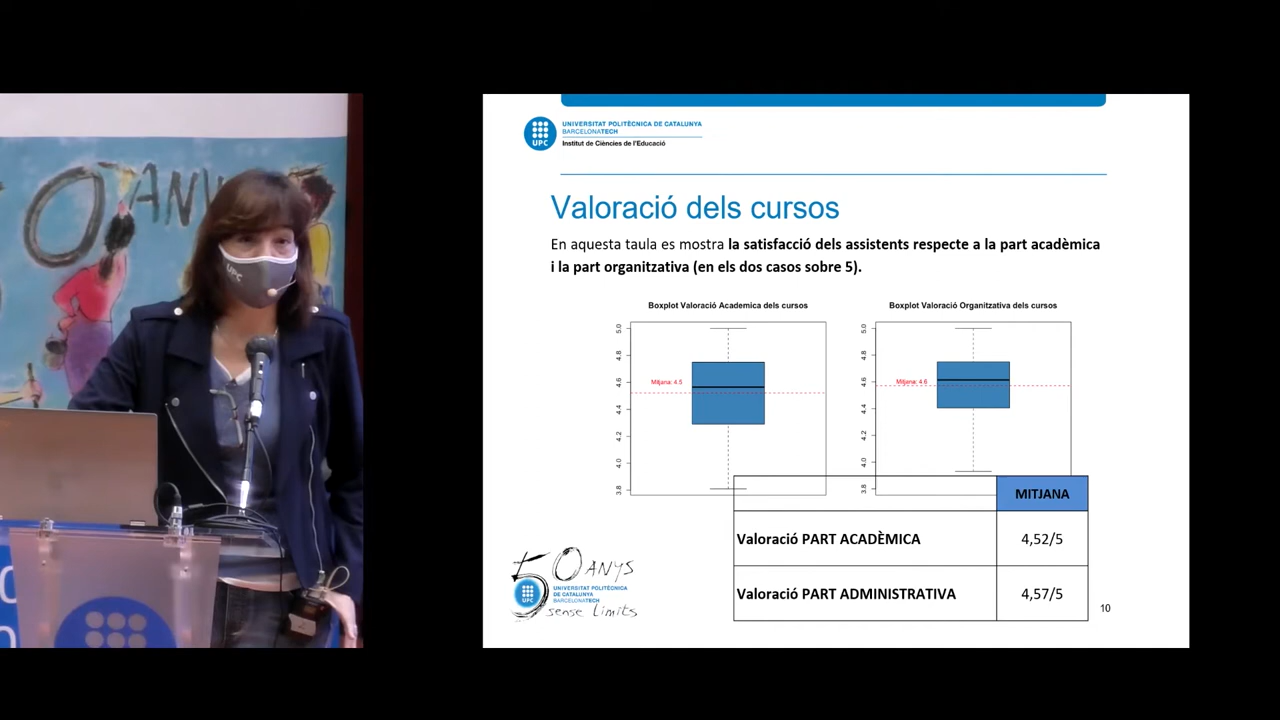 UNIVERSITAT POLITÈCNICA DE CATALUNYA
BARCELONATECH
Institut de Ciències de l'Educació
UPC
Valoració dels cursos
En aquesta taula es mostra la satisfacció dels assistents respecte a la part acadèmica
i la part organitzativa (en els dos casos sobre 5).
Boxplot Valoració Academica dels cursos
5.0
4.8
4.6
4.4
4.2
4.0
3.8
Mitjana: 4.5
Boxplot Valoració Organitzativa dels cursos
5.0
4.8
4.6
4.4
4.2
4.0
3.8
Mitjana: 4.6
MITJANA
Valoració PART ACADÈMICA 4,52/5
Valoració PART ADMINISTRATIVA 4,57/5
50 ANYS
UNIVERSITAT POLITÈCNICA
DE CATALUNYA
BARCELONATECH
UPC
sense límits
10
0 ANY
UPC